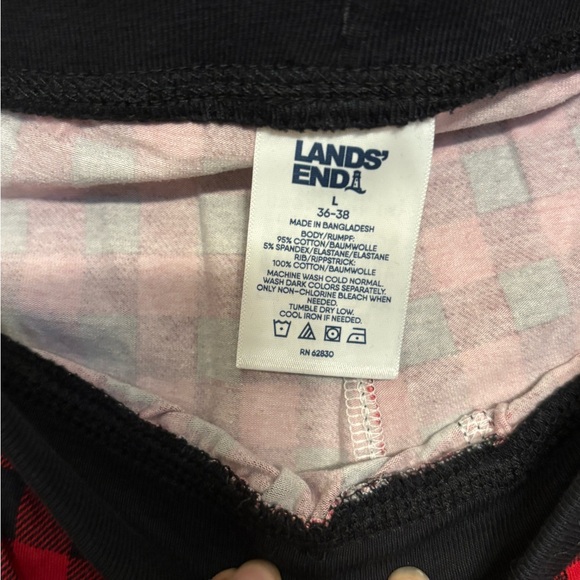 LANDS'
END
L
36-38
MADE IN BANGLADESH
BODY/RUMPF:
95% COTTON/BAUMWOLLE
5% SPANDEX/ELASTANE/ELASTANE
RIB/RIPPSTRICK:
100% COTTON/BAUMWOLLE
MACHINE WASH COLD NORMAL.
WASH DARK COLORS SEPARATELY.
ONLY NON-CHLORINE BLEACH WHEN
NEEDED.
TUMBLE DRY LOW.
COOL IRON IF NEEDED.
RN 62830